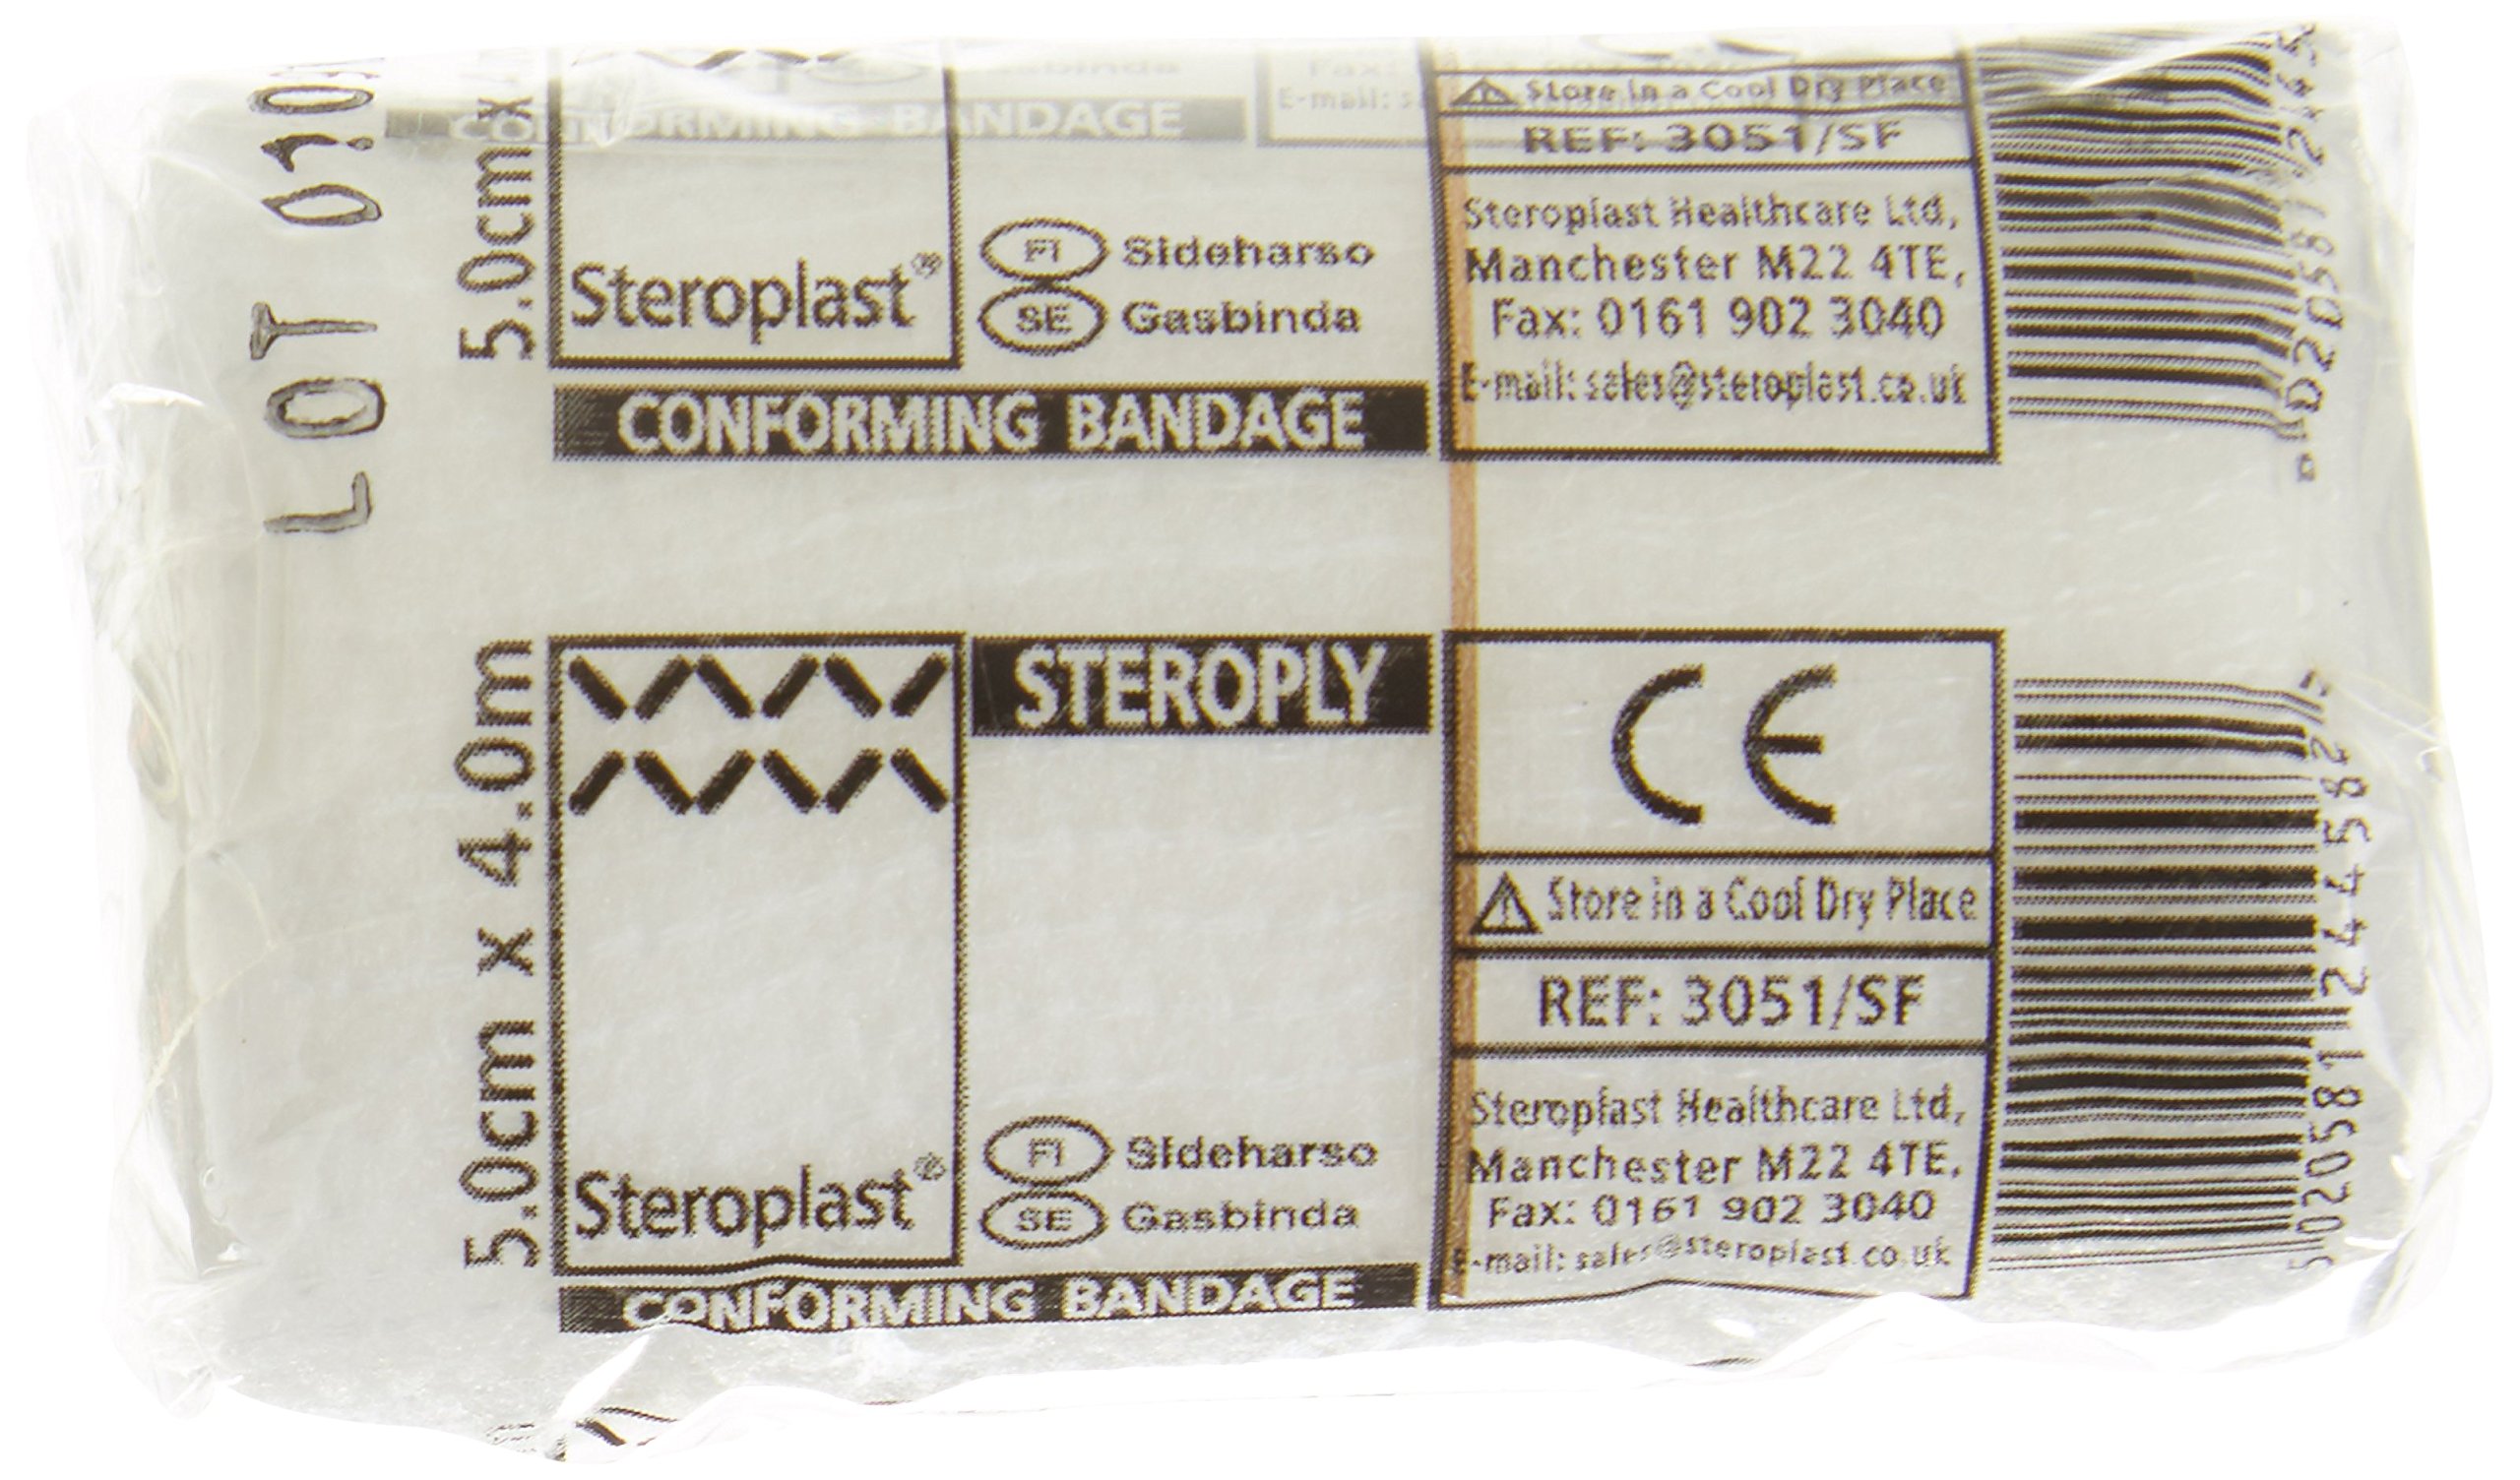 CONFORMING BANDAGE
5.0cm x
LOT
Steroplast®
FI Sideharso
SE Gasbinda
CONFORMING BANDAGE
Store in a Cool Dry Place
REF: 3051/SF
Steroplast Healthcare Ltd,
Manchester M22 4TE,
Fax: 0161 902 3040
E-mail: sales@steroplast.co.uk
5.0cm x 4.0m
Steroplast®
STEROPLY
FI Sideharso
SE Gasbinda
CONFORMING BANDAGE
CE
Store in a Cool Dry Place
REF: 3051/SF
Steroplast Healthcare Ltd,
Manchester M22 4TE,
Fax: 0161 902 3040
E-mail: sales@steroplast.co.uk